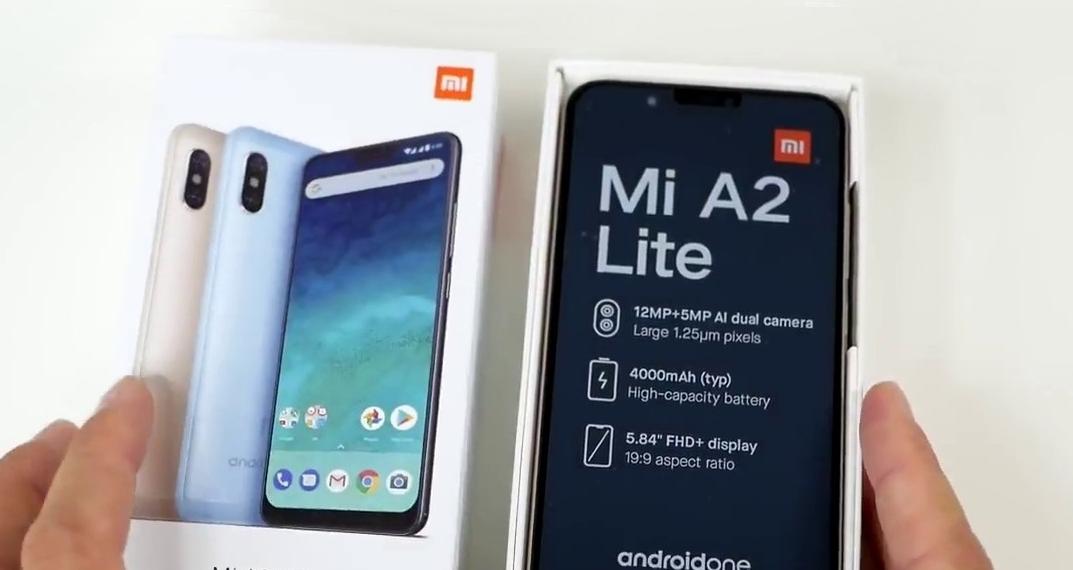 mi
andro
mi
Mi A2
Lite
12MP+5MP AI dual camera
Large 1.25µm pixels
4000mAh (typ)
High-capacity battery
5.84" FHD+ display
19:9 aspect ratio
androidone